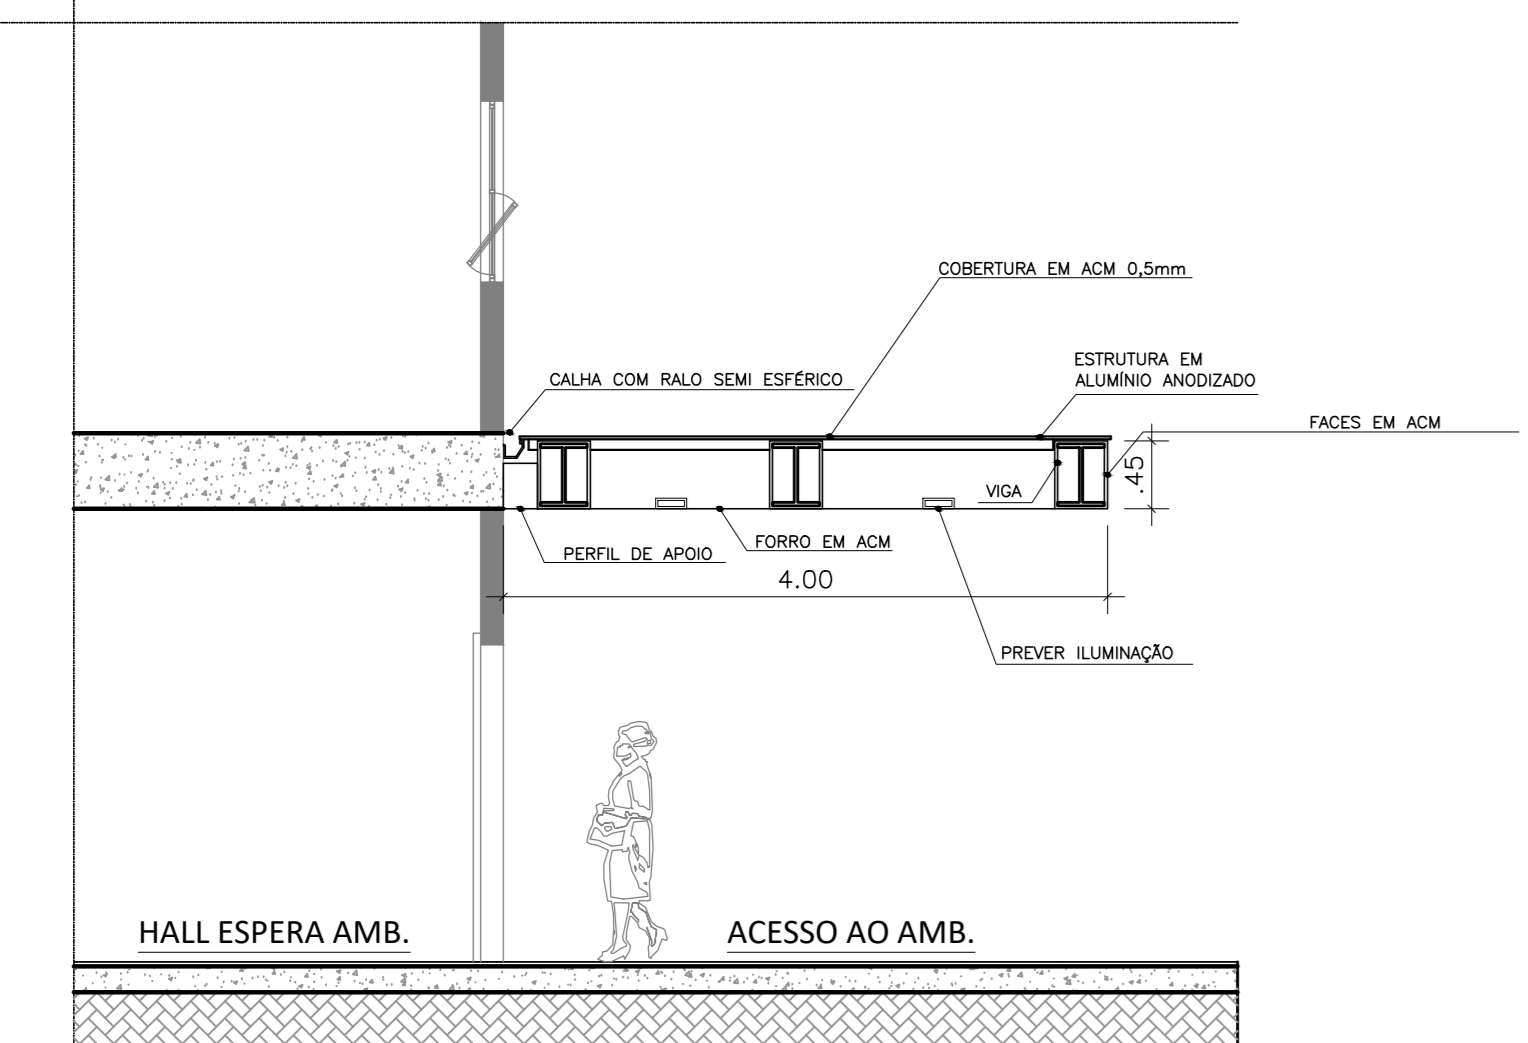 COBERTURA EM ACM 0,5mm
ESTRUTURA EM
ALUMÍNIO ANODIZADO
CALHA COM RALO SEMI ESFÉRICO
FACES EM ACM
.45
VIGA
FORRO EM ACM
PERFIL DE APOIO
4.00
PREVER ILUMINAÇÃO
HALL ESPERA AMB.
ACESSO AO AMB.